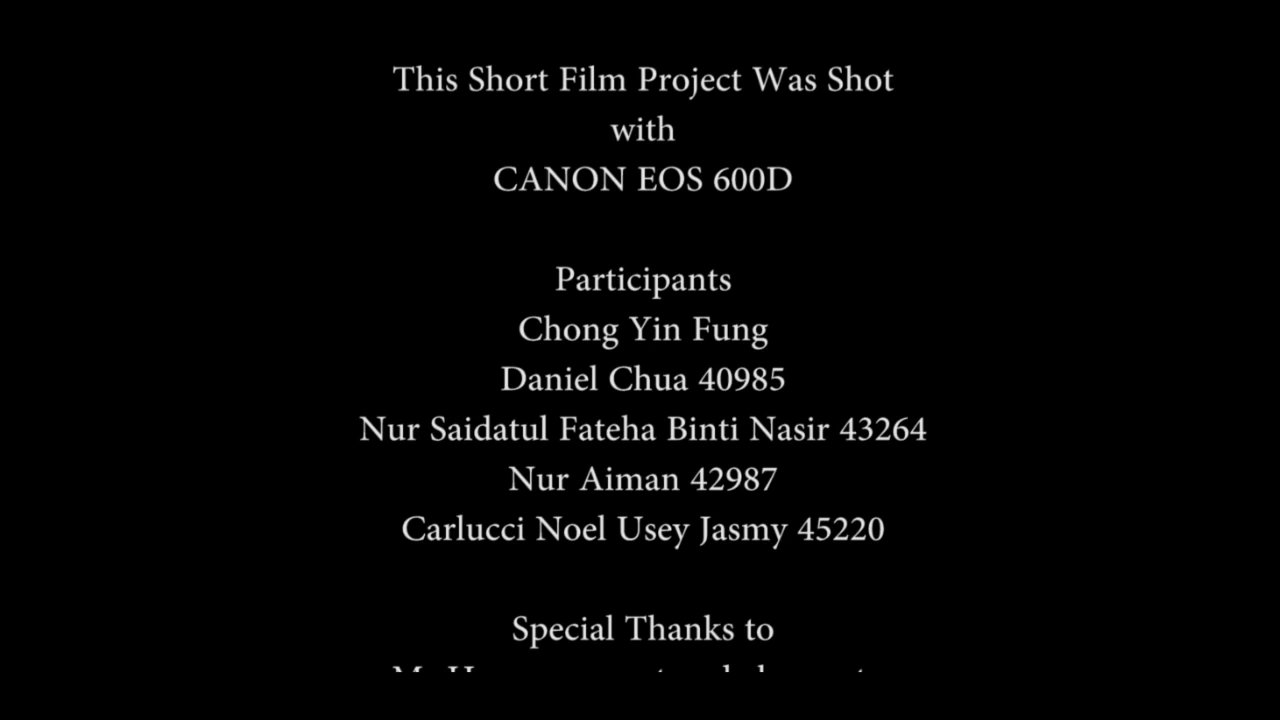 This Short Film Project Was Shot
with
CANON EOS 600D
Participants
Chong Yin Fung
Daniel Chua 40985
Nur Saidatul Fateha Binti Nasir 43264
Nur Aiman 42987
Carlucci Noel Usey Jasmy 45220
Special Thanks to